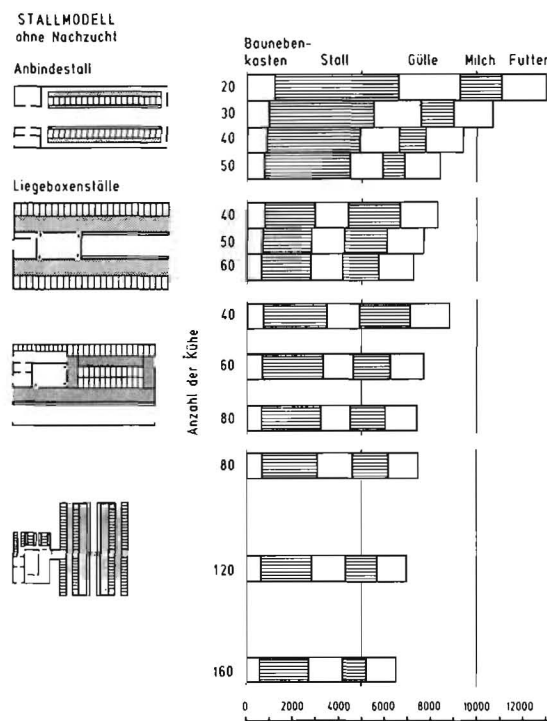 STALLMODELL
ohne Nachzucht
Anbindestall
Liegeboxenställe
Bauneben-
kosten Stall Gülle Milch Futter
Anzahl der Kühe
20
30
40
50
40
50
60
40
60
80
80
120
160
0 2000 4000 6000 8000 10000 12000